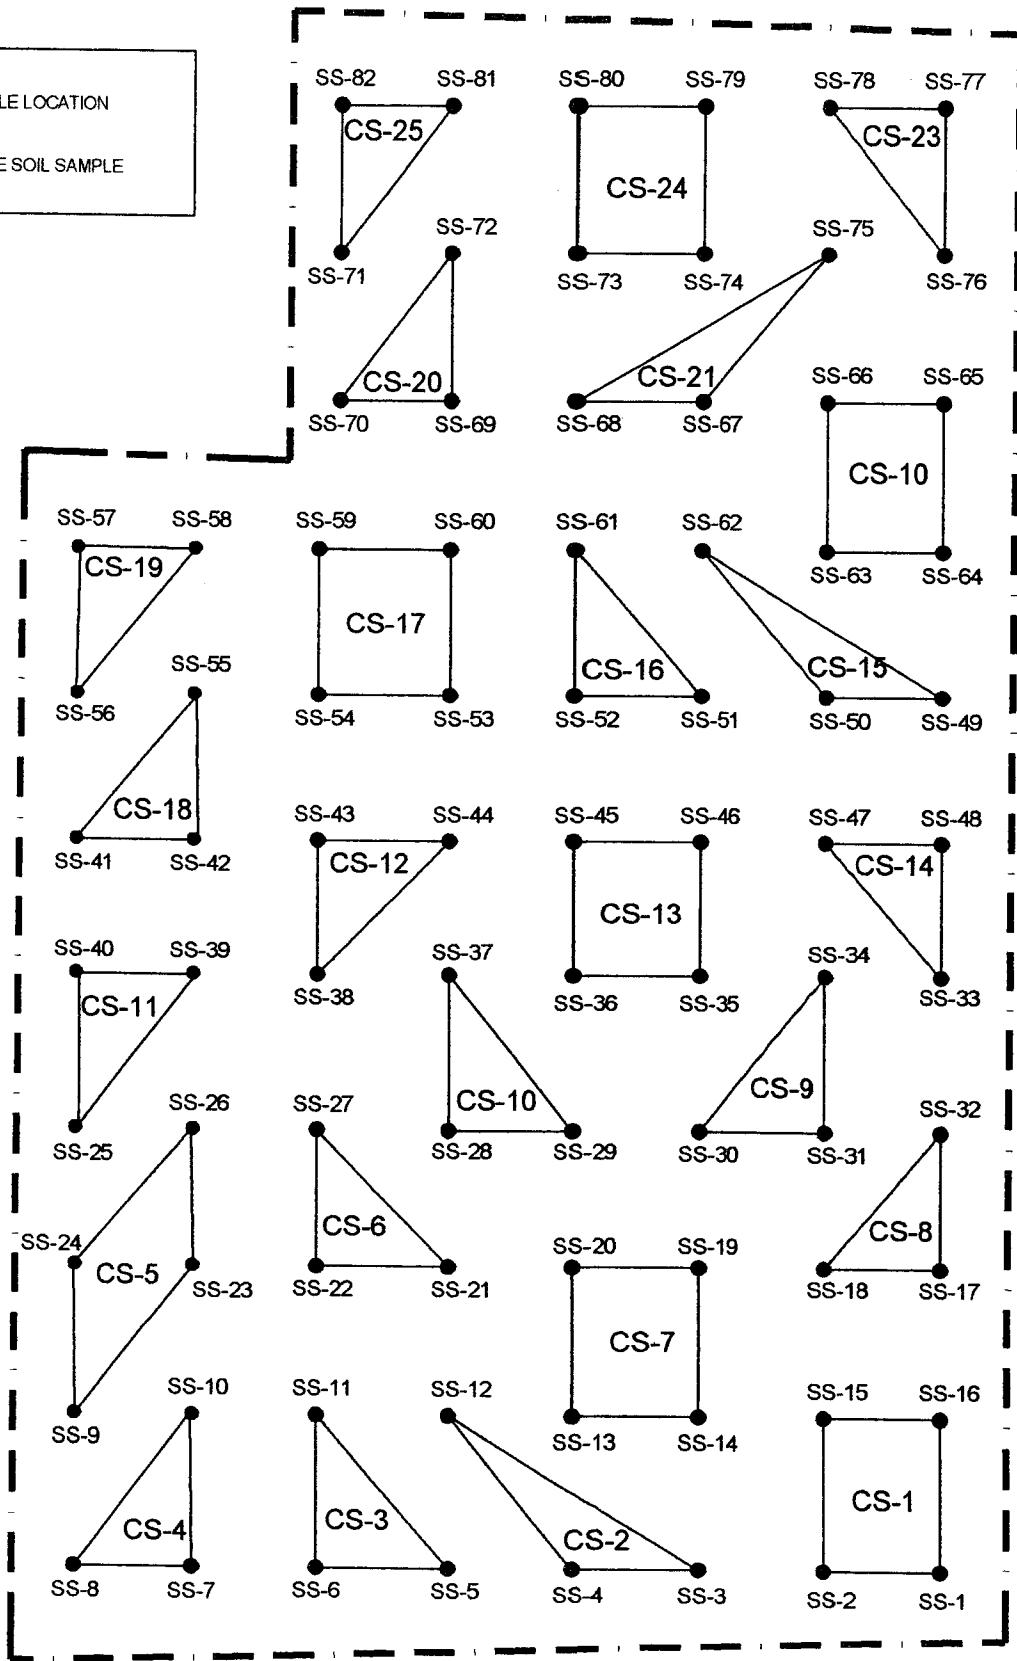 LE LOCATION
E SOIL SAMPLE
SS-82 SS-81 SS-80 SS-79 SS-78 SS-77
CS-25 CS-23
CS-24
SS-72 SS-75
SS-71 SS-73 SS-74 SS-76
CS-20 CS-21
SS-66 SS-65
SS-70 SS-69 SS-68 SS-67
CS-10
SS-57 SS-58 SS-59 SS-60 SS-61 SS-62
CS-19 SS-63 SS-64
CS-17
CS-16 CS-15
SS-55
SS-56 SS-54 SS-53 SS-52 SS-51 SS-50 SS-49
CS-18
SS-43 SS-44 SS-45 SS-46 SS-47 SS-48
SS-41 SS-42 CS-12 CS-14
CS-13
SS-40 SS-39 SS-37 SS-34
CS-11 SS-38 SS-36 SS-35 SS-33
CS-10 CS-9
SS-26 SS-27 SS-32
SS-25 SS-28 SS-29 SS-30 SS-31
CS-6 CS-8
SS-24 SS-20 SS-19
CS-5 SS-23 SS-22 SS-21 SS-18 SS-17
CS-7
SS-10 SS-11 SS-12 SS-15 SS-16
SS-9 SS-13 SS-14
CS-4 CS-3 CS-2 CS-1
SS-8 SS-7 SS-6 SS-5 SS-4 SS-3 SS-2 SS-1